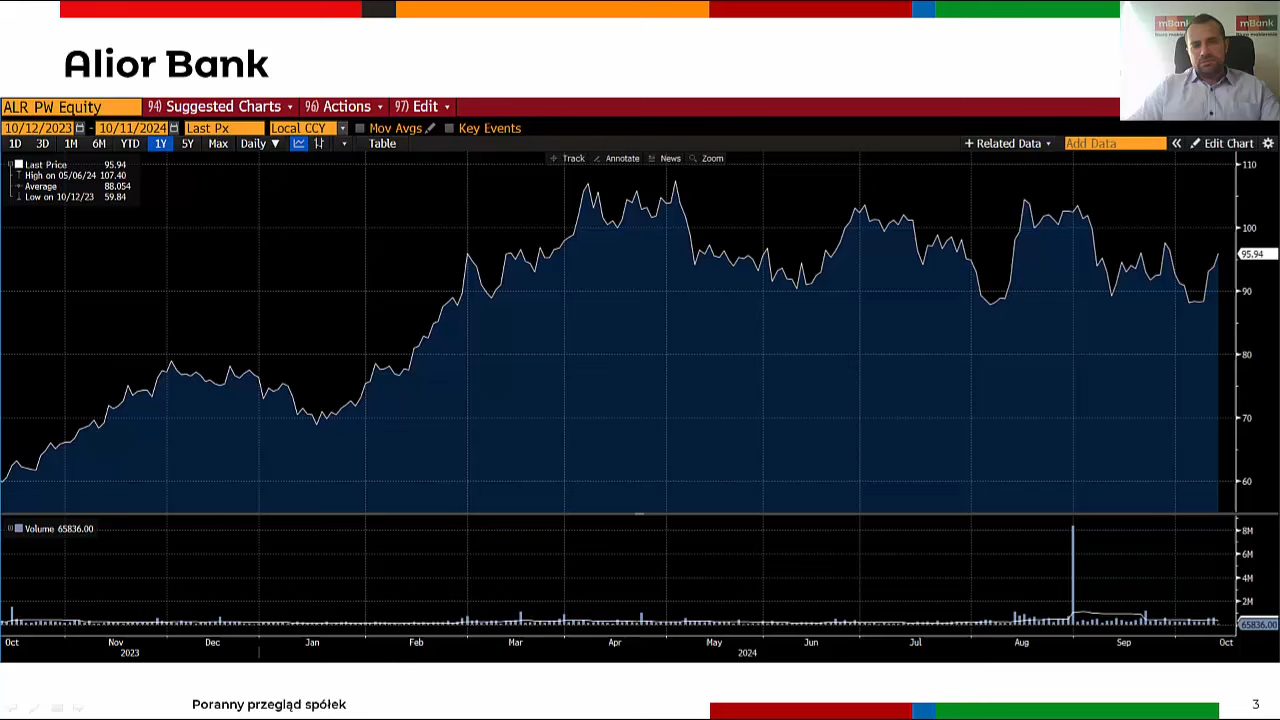 mBank
mBank
Biuro maklerskie
Alior Bank
ALR PW Equity 94) Suggested Charts 96) Actions 97) Edit
10/12/2023 - 10/11/2024 Last Px Local CCY Mov Avgs Key Events
1D 3D 1M 6M YTD 1Y 5Y Max Daily ▼ Table + Related Data Add Data « Edit Chart
Track Annotate News Zoom
Last Price 95.94
High on 05/06/24 107.40
Average 88.054
Low on 10/12/23 59.84
110
100
95.94
90
80
70
60
Volume 65836.00
8M
6M
4M
2M
65836.00
Oct Nov Dec Jan Feb Mar Apr May Jun Jul Aug Sep Oct
2023 2024
Poranny przegląd spółek 3